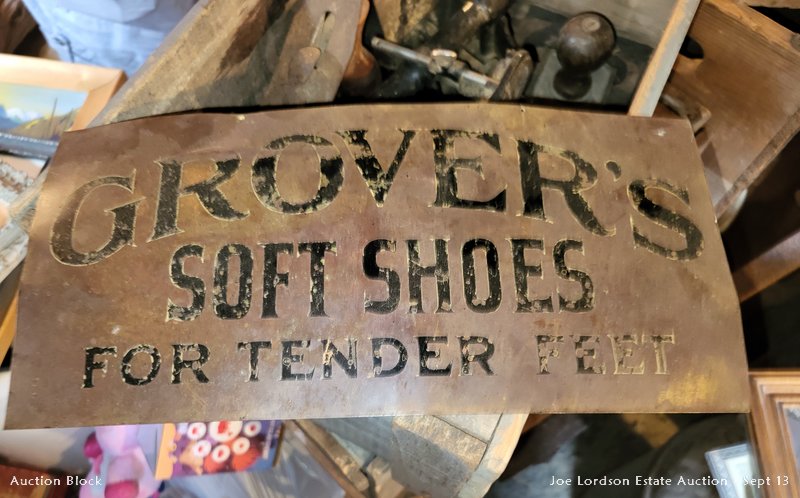 GROVER'S
SOFT SHOES
FOR TENDER FEET
Auction Block
Joe Lordson Estate Auction Sept 13